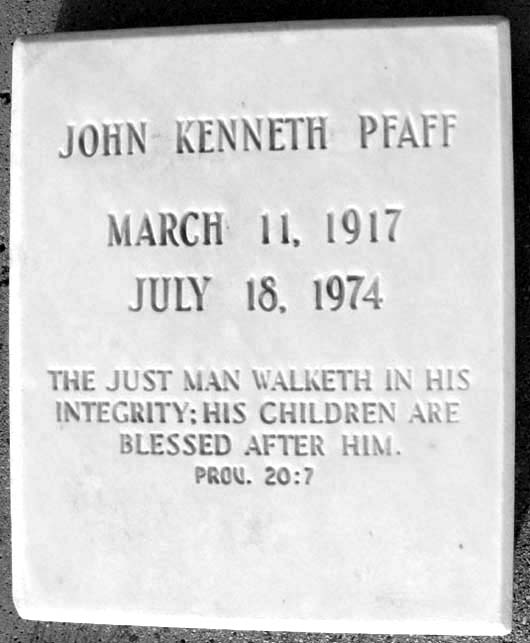 JOHN KENNETH PFAFF
MARCH 11, 1917
JULY 18, 1974
THE JUST MAN WALKETH IN HIS
INTEGRITY; HIS CHILDREN ARE
BLESSED AFTER HIM.
PROV. 20:7